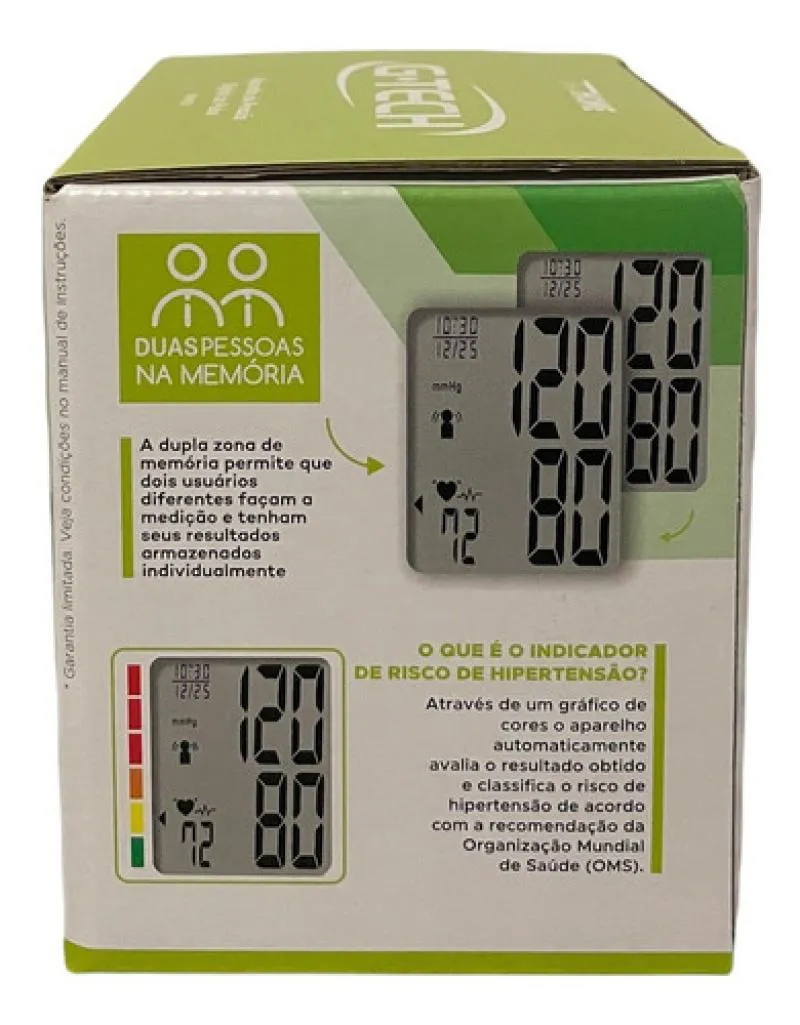 G·TECH
* Garantia limitada. Veja condições no manual de instruções.
DUAS PESSOAS
NA MEMÓRIA
A dupla zona de
memória permite que
dois usuários
diferentes façam a
medição e tenham
seus resultados
armazenados
individualmente
10:30
12/25
120
80
10:30
12/25
120
mmHg
80
72
10:30
12/25
120
mmHg
80
72
O QUE É O INDICADOR
DE RISCO DE HIPERTENSÃO?
Através de um gráfico de
cores o aparelho
automaticamente
avalia o resultado obtido
e classifica o risco de
hipertensão de acordo
com a recomendação da
Organização Mundial
de Saúde (OMS).